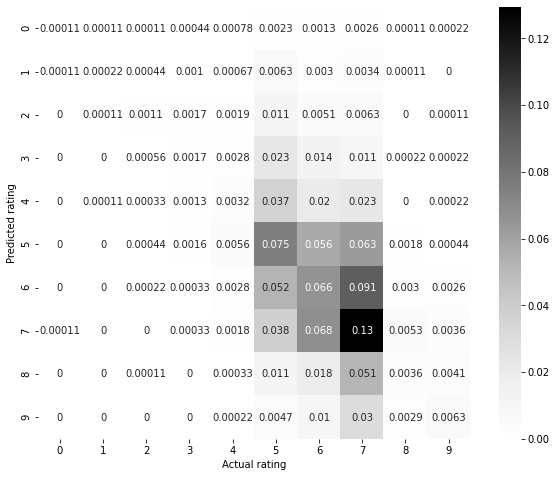 0 0.00011 0.00011 0.00011 0.00044 0.00078 0.0023 0.0013 0.0026 0.00011 0.00022
1 0.00011 0.00022 0.00044 0.001 0.00067 0.0063 0.003 0.0034 0.00011 0
2 0 0.00011 0.0011 0.0017 0.0019 0.011 0.0051 0.0063 0 0.00011
3 0 0 0.00056 0.0017 0.0028 0.023 0.014 0.011 0.00022 0.00022
4 0 0.00011 0.00033 0.0013 0.0032 0.037 0.02 0.023 0 0.00022
5 0 0 0.00044 0.0016 0.0056 0.075 0.056 0.063 0.0018 0.00044
6 0 0 0.00022 0.00033 0.0028 0.052 0.066 0.091 0.003 0.0026
7 0.00011 0 0 0.00033 0.0018 0.038 0.068 0.13 0.0053 0.0036
8 0 0 0.00011 0 0.00033 0.011 0.018 0.051 0.0036 0.0041
9 0 0 0 0 0.00022 0.0047 0.01 0.03 0.0029 0.0063
0 1 2 3 4 5 6 7 8 9
Actual rating
Predicted rating
0.12
0.10
0.08
0.06
0.04
0.02
0.00